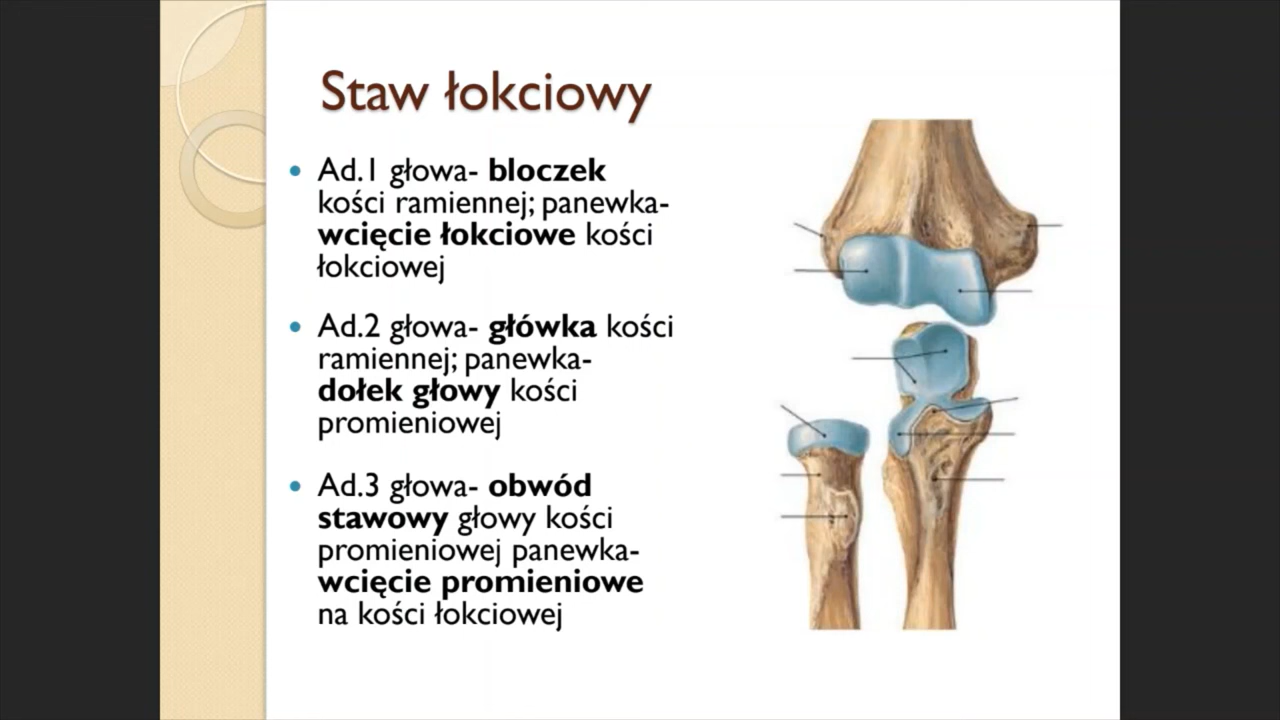 Staw łokciowy
• Ad.1 głowa- bloczek
kości ramiennej; panewka-
wcięcie łokciowe kości
łokciowej
• Ad.2 głowa- główka kości
ramiennej; panewka-
dołek głowy kości
promieniowej
• Ad.3 głowa- obwód
stawowy głowy kości
promieniowej panewka-
wcięcie promieniowe
na kości łokciowej